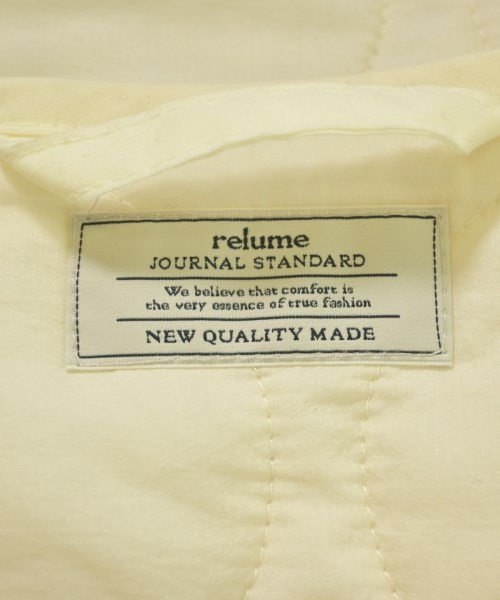 relume
JOURNAL STANDARD
We believe that comfort is
the very essence of true fashion
NEW QUALITY MADE